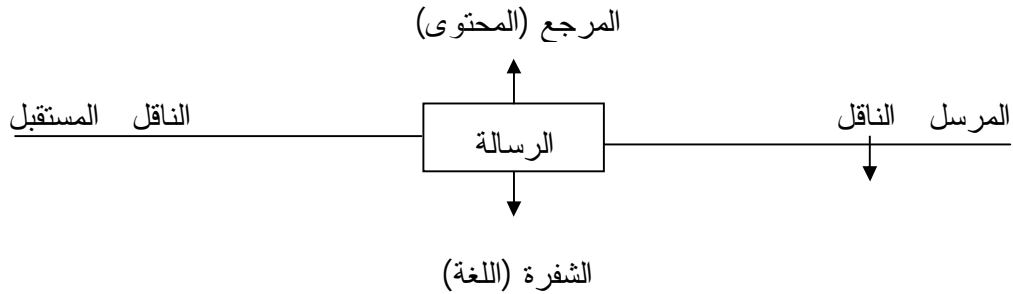 المرجع (المحتوى)
المرسل الناقل الناقل المستقبل
الرسالة
الشفرة (اللغة)